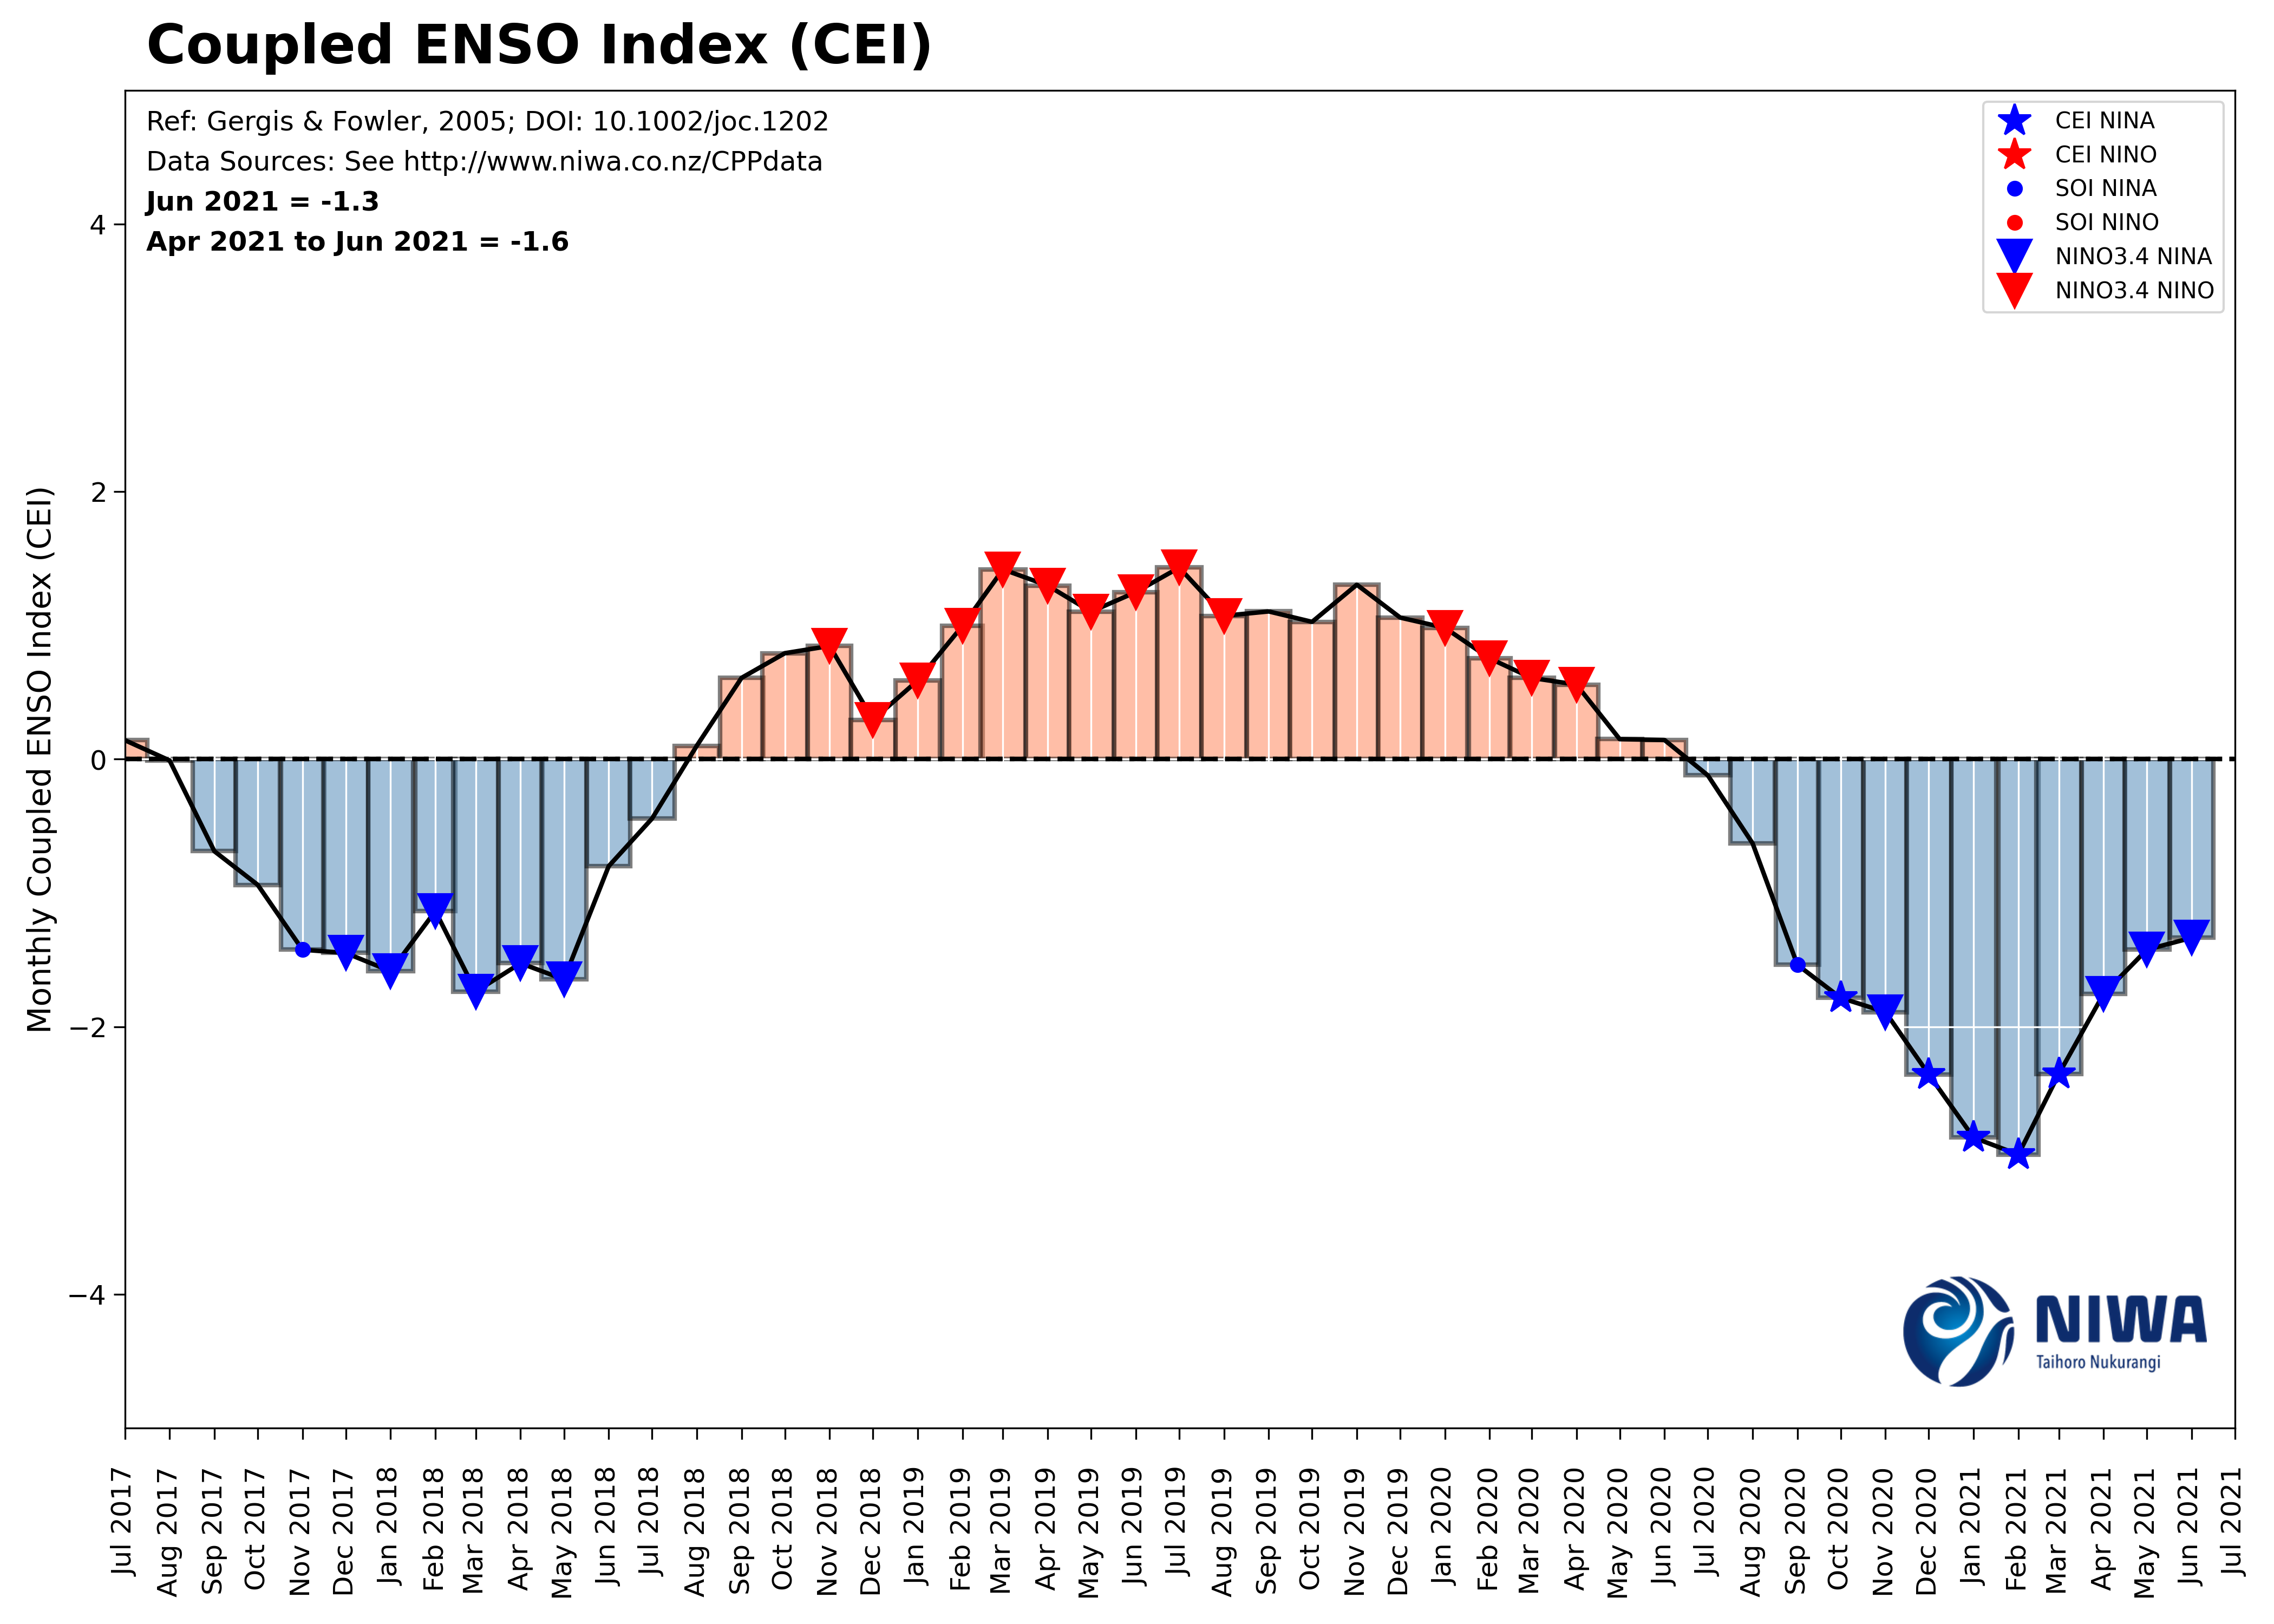 Coupled ENSO Index (CEI)
Ref: Gergis & Fowler, 2005; DOI: 10.1002/joc.1202
Data Sources: See http://www.niwa.co.nz/CPPdata
Jun 2021 = -1.3
Apr 2021 to Jun 2021 = -1.6
CEI NINA
CEI NINO
SOI NINA
SOI NINO
NINO3.4 NINA
NINO3.4 NINO
Monthly Coupled ENSO Index (CEI)
4
2
0
−2
−4
NIWA
Taihoro Nukurangi
Jul 2017
Aug 2017
Sep 2017
Oct 2017
Nov 2017
Dec 2017
Jan 2018
Feb 2018
Mar 2018
Apr 2018
May 2018
Jun 2018
Jul 2018
Aug 2018
Sep 2018
Oct 2018
Nov 2018
Dec 2018
Jan 2019
Feb 2019
Mar 2019
Apr 2019
May 2019
Jun 2019
Jul 2019
Aug 2019
Sep 2019
Oct 2019
Nov 2019
Dec 2019
Jan 2020
Feb 2020
Mar 2020
Apr 2020
May 2020
Jun 2020
Jul 2020
Aug 2020
Sep 2020
Oct 2020
Nov 2020
Dec 2020
Jan 2021
Feb 2021
Mar 2021
Apr 2021
May 2021
Jun 2021
Jul 2021